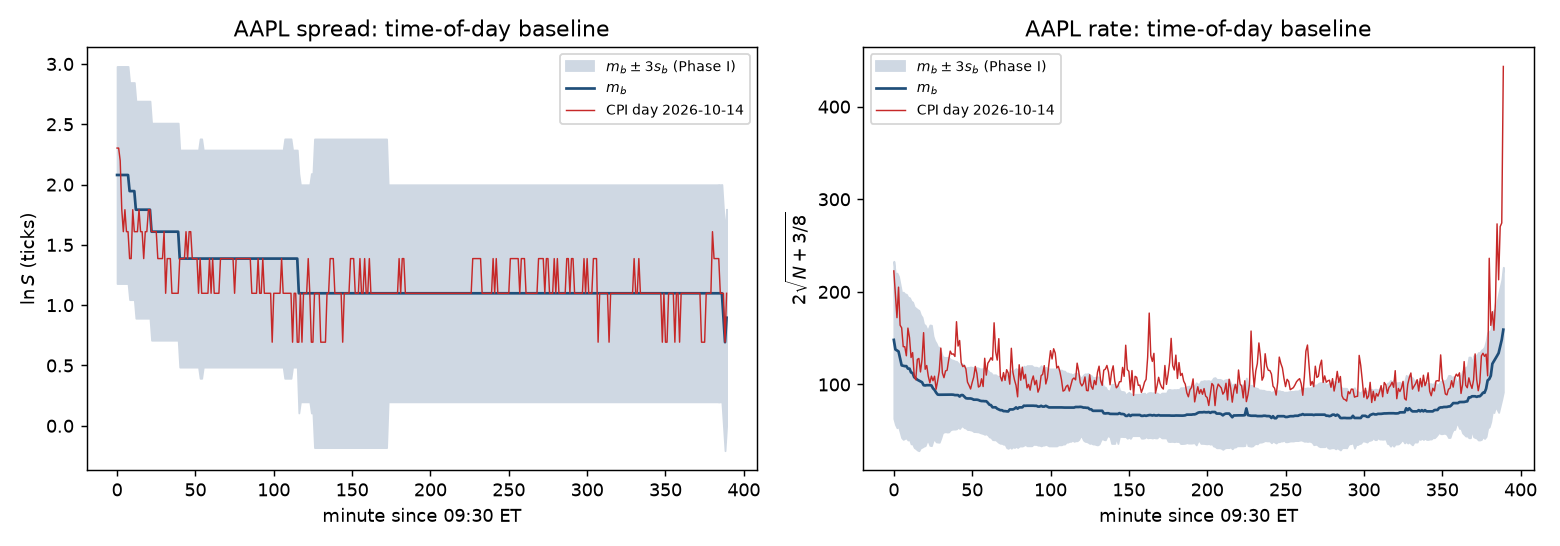 AAPL spread: time-of-day baseline
ln S (ticks)
3.0
2.5
2.0
1.5
1.0
0.5
0.0
m_b ± 3s_b (Phase I)
m_b
CPI day 2026-10-14
0 50 100 150 200 250 300 350 400
minute since 09:30 ET
AAPL rate: time-of-day baseline
2√N + 3/8
400
300
200
100
m_b ± 3s_b (Phase I)
m_b
CPI day 2026-10-14
0 50 100 150 200 250 300 350 400
minute since 09:30 ET